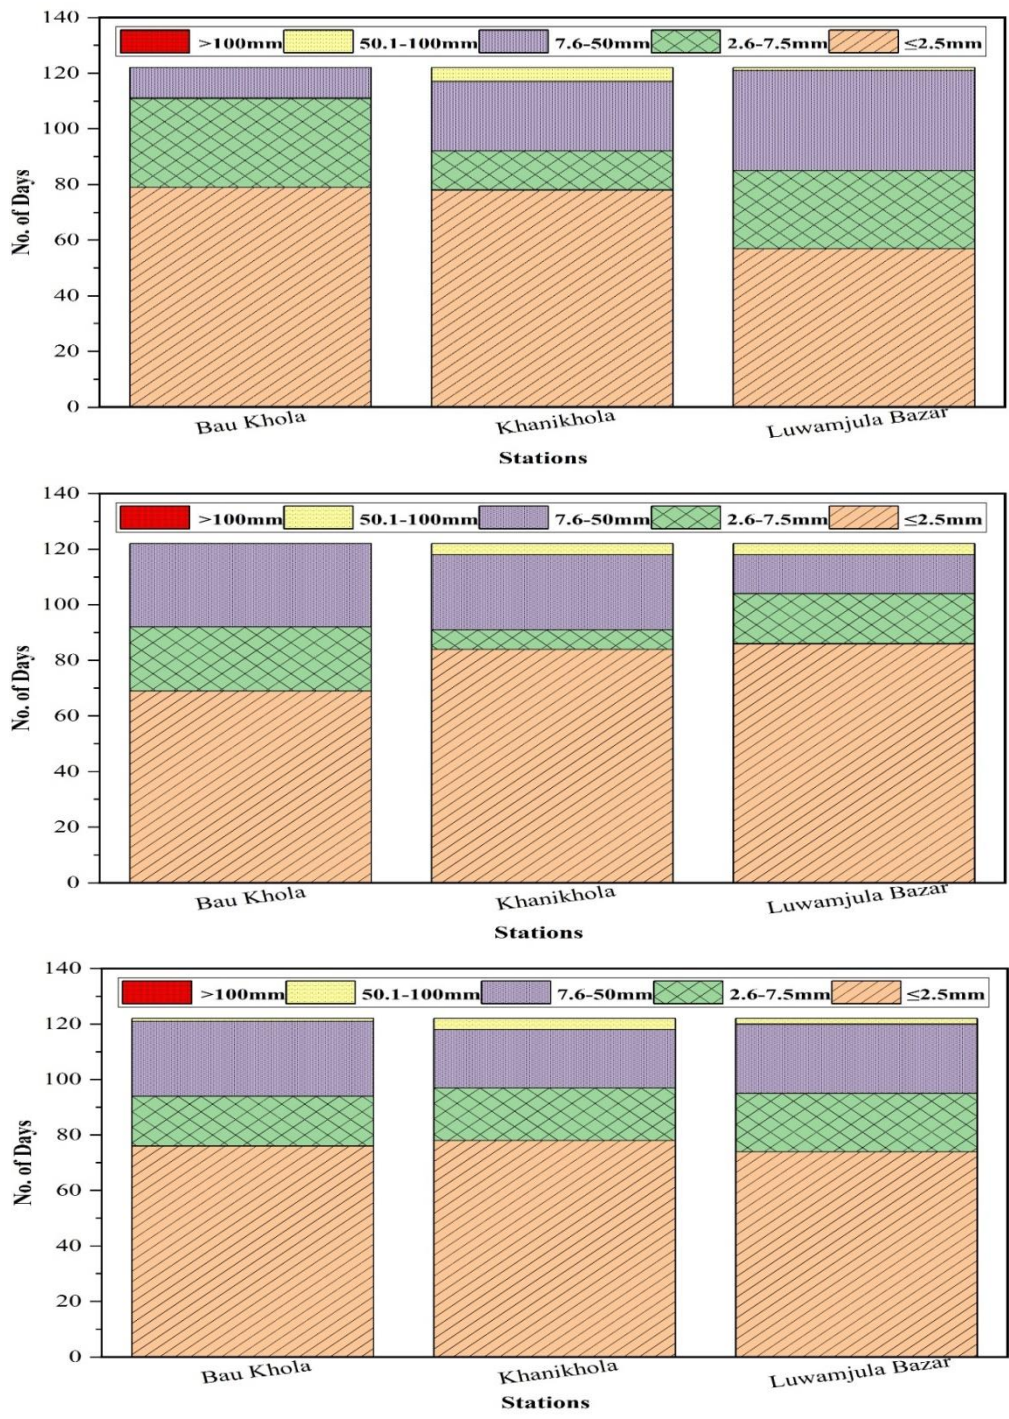 140
>100mm 50.1-100mm 7.6-50mm 2.6-7.5mm ≤2.5mm
120
100
80
60
40
20
0
No. of Days
Bau Khola Khanikhola Luwamjula Bazar
Stations
140
>100mm 50.1-100mm 7.6-50mm 2.6-7.5mm ≤2.5mm
120
100
80
60
40
20
0
No. of Days
Bau Khola Khanikhola Luwamjula Bazar
Stations
140
>100mm 50.1-100mm 7.6-50mm 2.6-7.5mm ≤2.5mm
120
100
80
60
40
20
0
No. of Days
Bau Khola Khanikhola Luwamjula Bazar
Stations